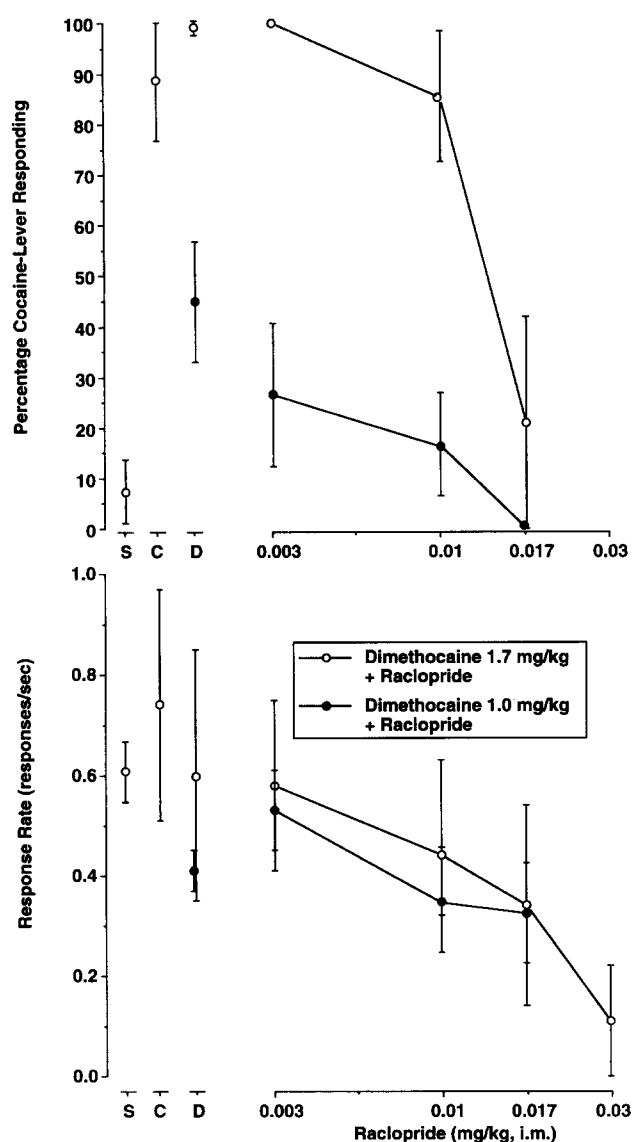 100
90
80
70
60
50
40
30
20
10
0
Percentage Cocaine-Lever Responding
S C D 0.003 0.01 0.017 0.03
1.0
0.8
0.6
0.4
0.2
0.0
Response Rate (responses/sec)
Dimethocaine 1.7 mg/kg
+ Raclopride
Dimethocaine 1.0 mg/kg
+ Raclopride
S C D 0.003 0.01 0.017 0.03
Raclopride (mg/kg, i.m.)